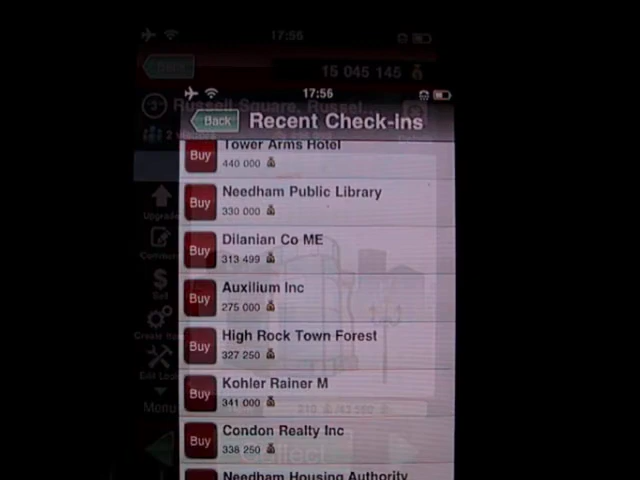 17:56
15 045 145
17:56
Russell Square, Russel...
Back
Recent Check-ins
Buy
Tower Arms Hotel
440 000
Buy
Needham Public Library
330 000
Buy
Dilanian Co ME
313 499
Upgrade
Buy
Auxilium Inc
275 000
Buy
High Rock Town Forest
327 250
Buy
Kohler Rainer M
341 000
Menu
Buy
Condon Realty Inc
338 250
Collect
Needham Housing Authority